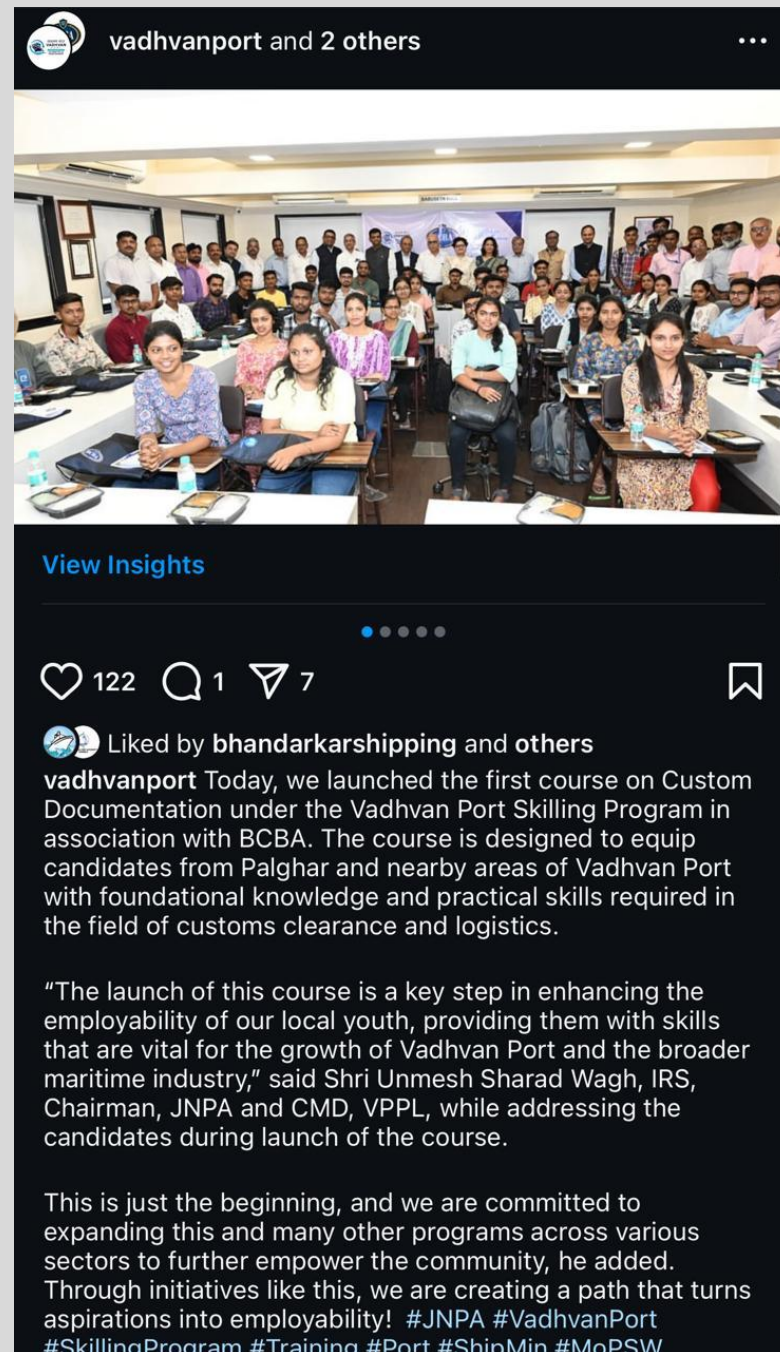 vadhvanport and 2 others
View Insights
122 1 7
Liked by bhandarkarshipping and others
vadhvanport Today, we launched the first course on Custom
Documentation under the Vadhvan Port Skilling Program in
association with BCBA. The course is designed to equip
candidates from Palghar and nearby areas of Vadhvan Port
with foundational knowledge and practical skills required in
the field of customs clearance and logistics.
“The launch of this course is a key step in enhancing the
employability of our local youth, providing them with skills
that are vital for the growth of Vadhvan Port and the broader
maritime industry,” said Shri Unmesh Sharad Wagh, IRS,
Chairman, JNPA and CMD, VPPL, while addressing the
candidates during launch of the course.
This is just the beginning, and we are committed to
expanding this and many other programs across various
sectors to further empower the community, he added.
Through initiatives like this, we are creating a path that turns
aspirations into employability! #JNPA #VadhvanPort
#SkillingProgram #Training #Port #ShipMin #MoPSW